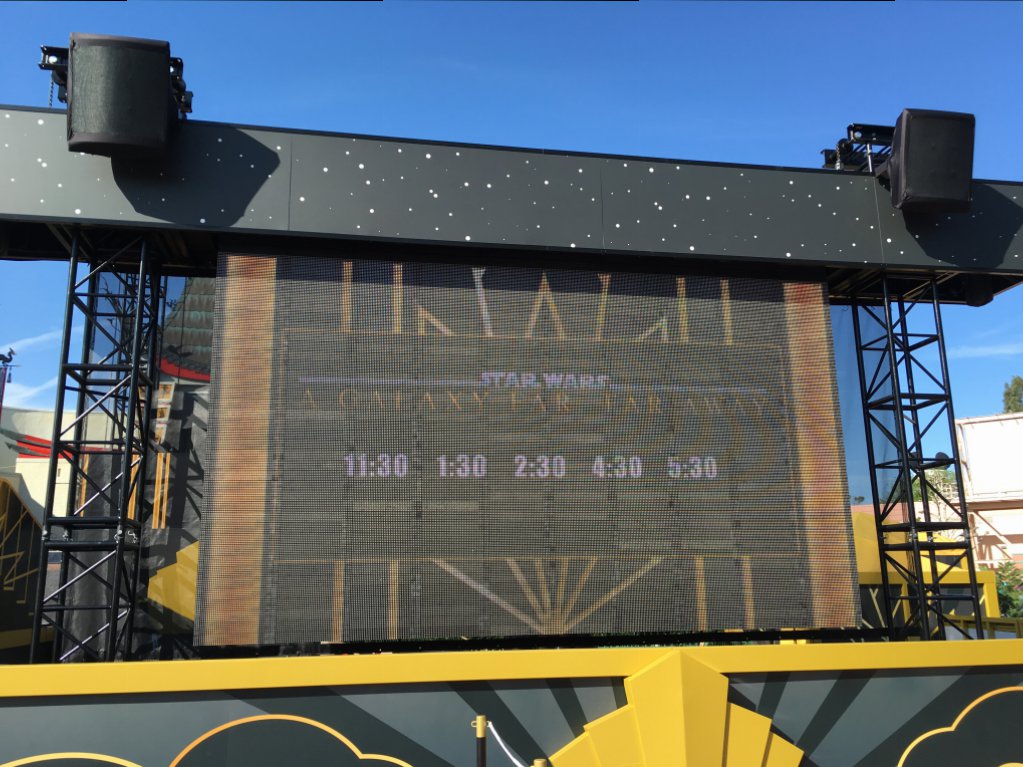 STAR WARS
A GALAXY FAR, FAR AWAY
11:30 1:30 2:30 4:30 5:30